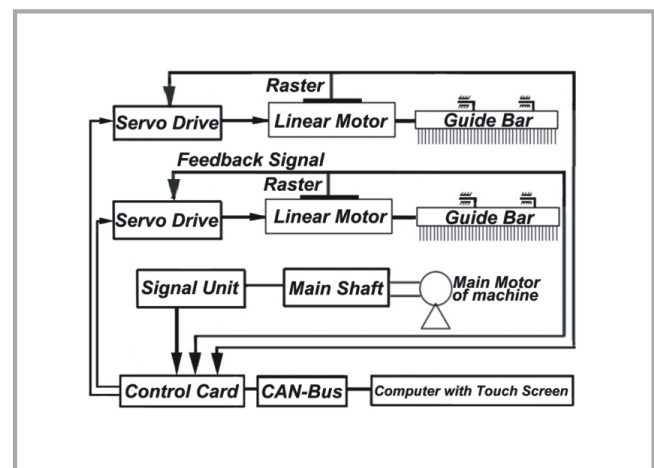 Raster
Servo Drive
Linear Motor
Guide Bar
Feedback Signal
Raster
Servo Drive
Linear Motor
Guide Bar
Signal Unit
Main Shaft
Main Motor
of machine
Control Card
CAN-Bus
Computer with Touch Screen